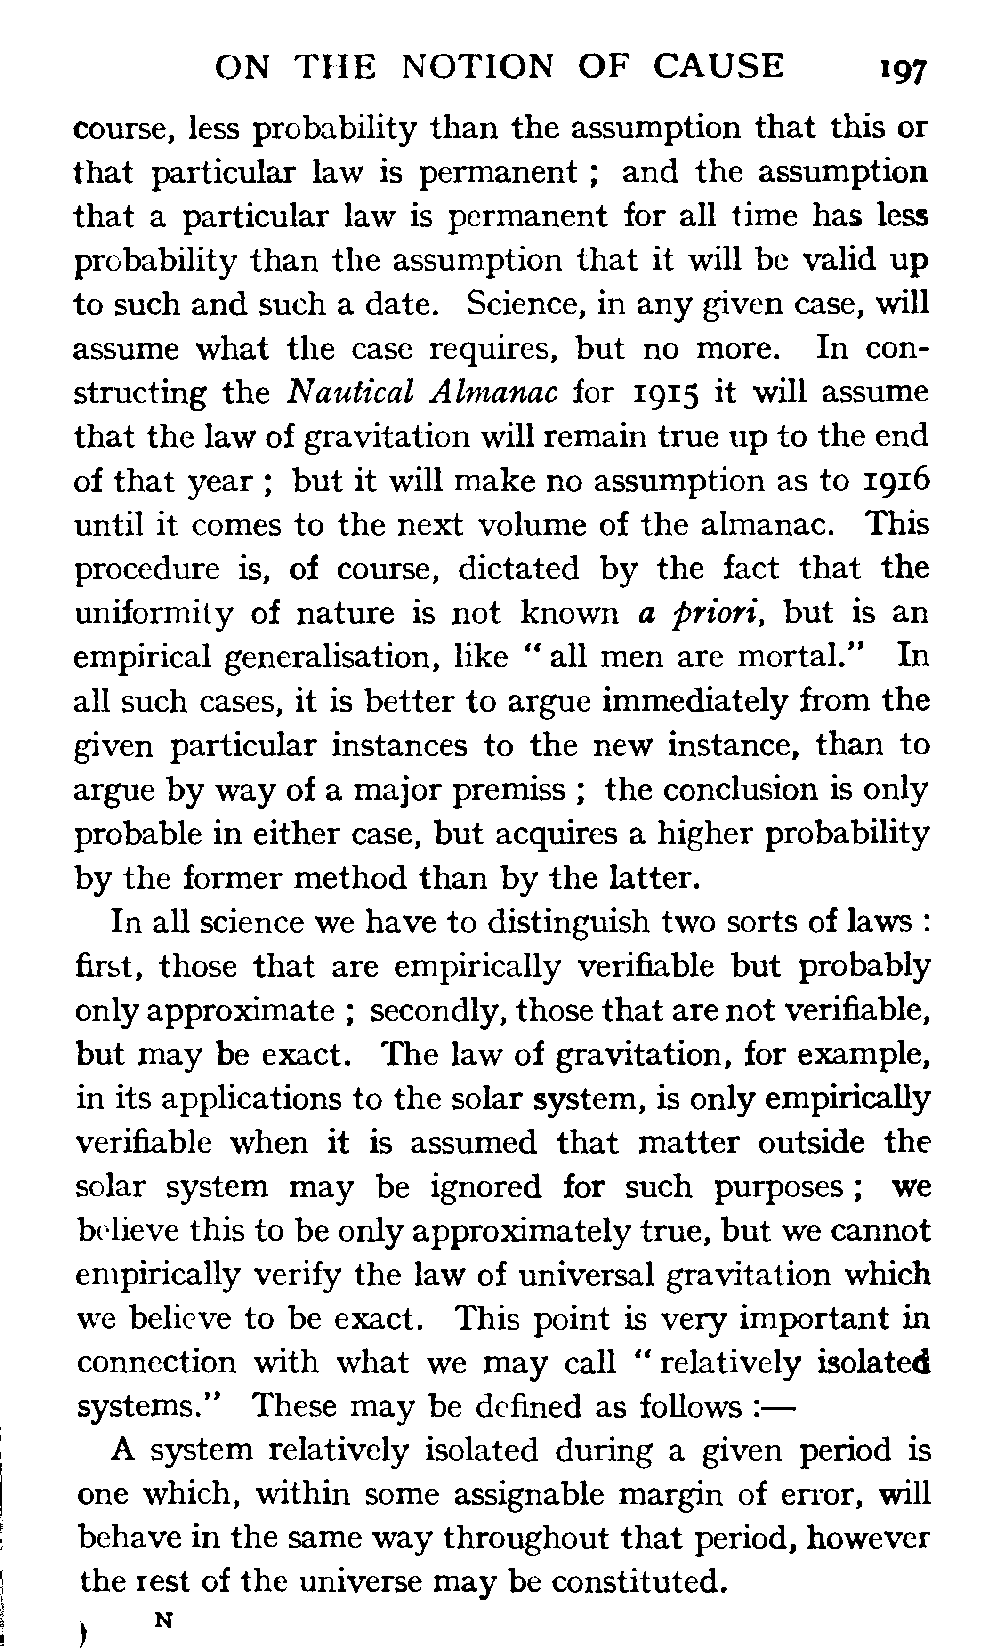 ON THE NOTION OF CAUSE 197
course, less probability than the assumption that this or
that particular law is permanent ; and the assumption
that a particular law is permanent for all time has less
probability than the assumption that it will be valid up
to such and such a date. Science, in any given case, will
assume what the case requires, but no more. In con-
structing the Nautical Almanac for 1915 it will assume
that the law of gravitation will remain true up to the end
of that year ; but it will make no assumption as to 1916
until it comes to the next volume of the almanac. This
procedure is, of course, dictated by the fact that the
uniformity of nature is not known a priori, but is an
empirical generalisation, like “ all men are mortal.” In
all such cases, it is better to argue immediately from the
given particular instances to the new instance, than to
argue by way of a major premiss ; the conclusion is only
probable in either case, but acquires a higher probability
by the former method than by the latter.
In all science we have to distinguish two sorts of laws :
first, those that are empirically verifiable but probably
only approximate ; secondly, those that are not verifiable,
but may be exact. The law of gravitation, for example,
in its applications to the solar system, is only empirically
verifiable when it is assumed that matter outside the
solar system may be ignored for such purposes ; we
believe this to be only approximately true, but we cannot
empirically verify the law of universal gravitation which
we believe to be exact. This point is very important in
connection with what we may call “ relatively isolated
systems.” These may be defined as follows :—
A system relatively isolated during a given period is
one which, within some assignable margin of error, will
behave in the same way throughout that period, however
the rest of the universe may be constituted.
N